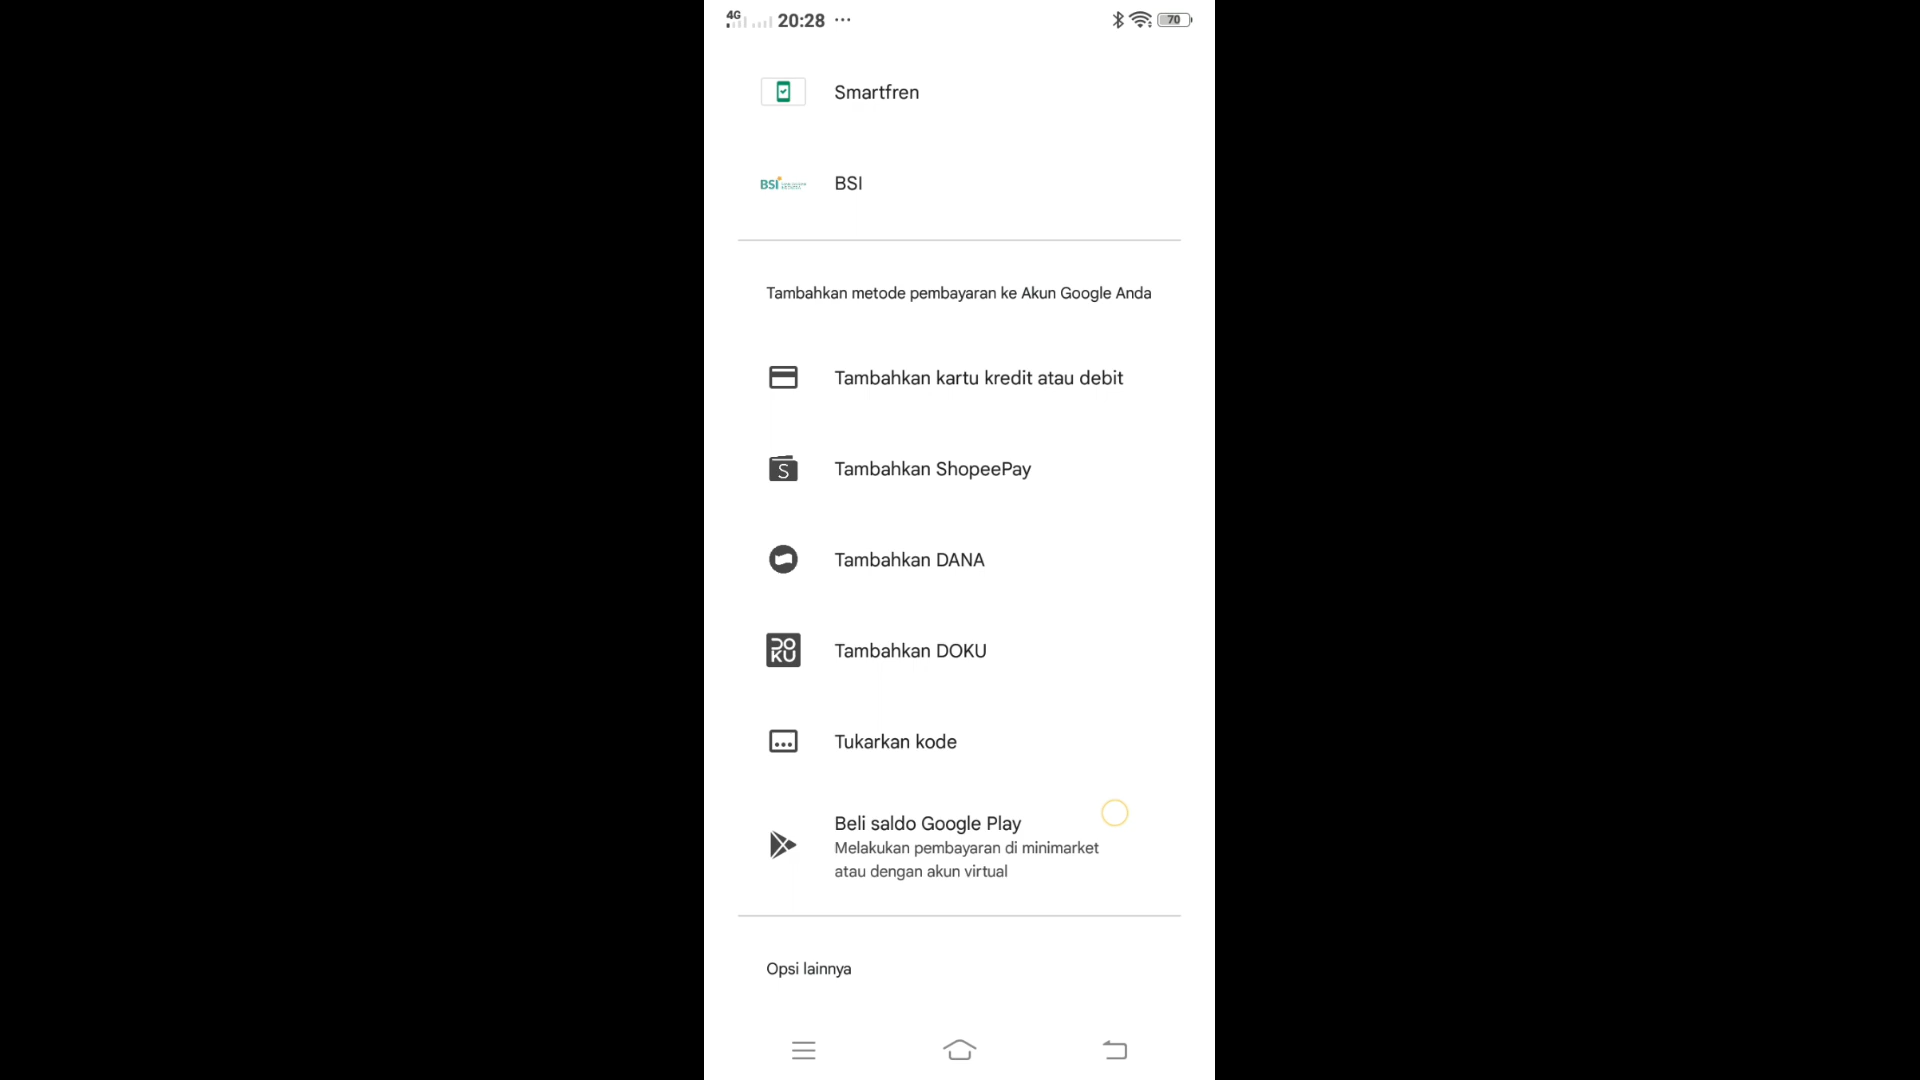 4G 20:28 ... 70
Smartfren
BSI BSI
Tambahkan metode pembayaran ke Akun Google Anda
Tambahkan kartu kredit atau debit
S Tambahkan ShopeePay
Tambahkan DANA
DOKU Tambahkan DOKU
Tukarkan kode
Beli saldo Google Play
Melakukan pembayaran di minimarket
atau dengan akun virtual
Opsi lainnya